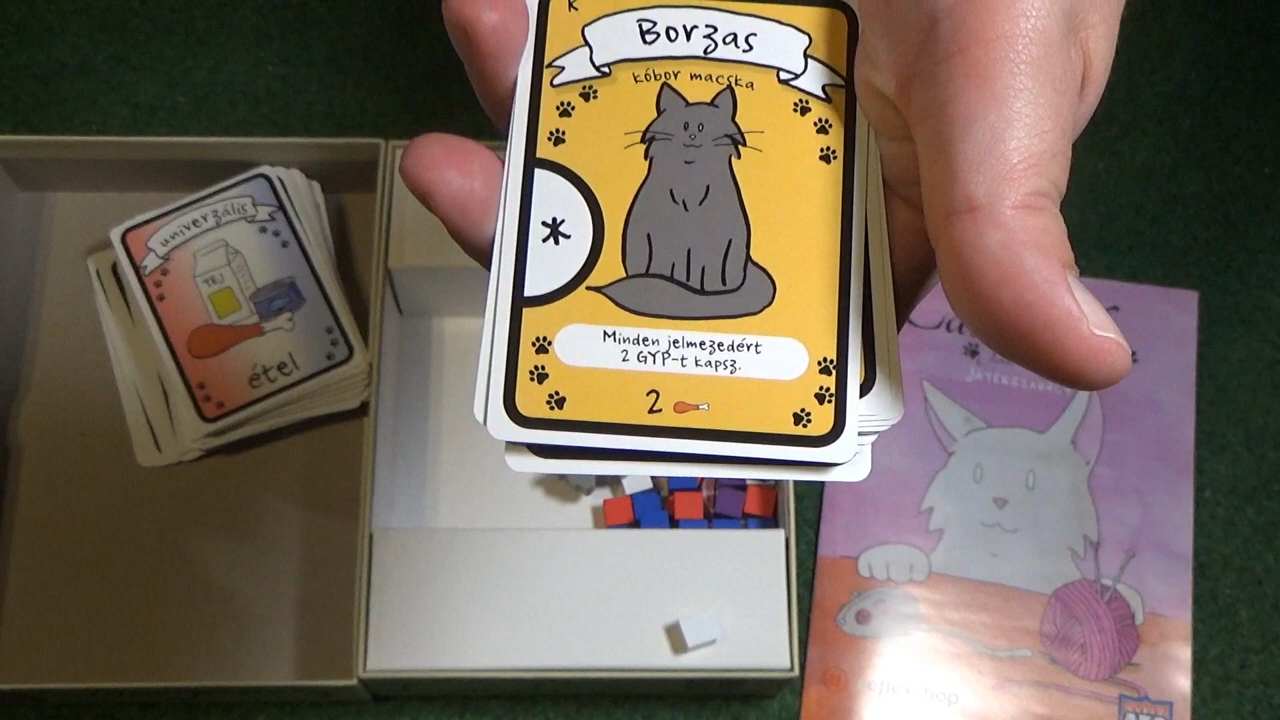 K
Borzas
kóbor macska
*
Minden jelmezedért
2 GYP-t kapsz.
2
univerzális
TEJ
étel